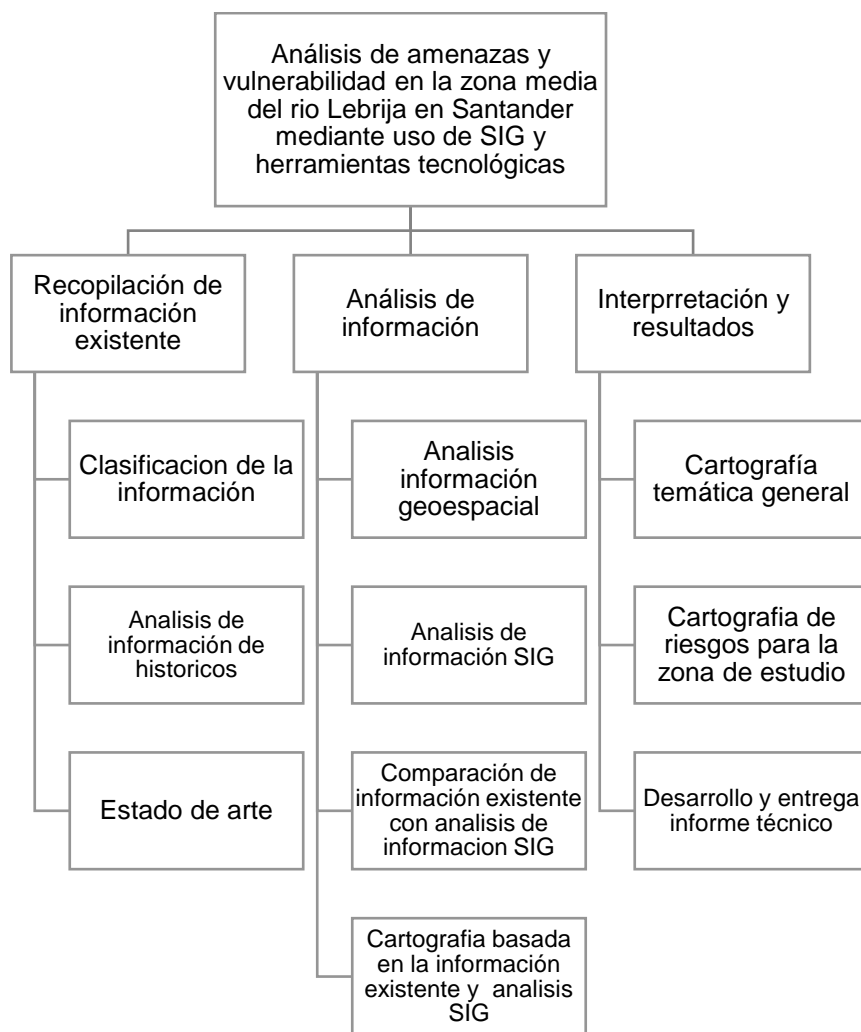 Análisis de amenazas y
vulnerabilidad en la zona media
del rio Lebrija en Santander
mediante uso de SIG y
herramientas tecnológicas
Recopilación de
información
existente
Clasificacion de la
información
Analisis de
información de
historicos
Estado de arte
Análisis de
información
Analisis
información
geoespacial
Analisis de
información SIG
Comparación de
información existente
con analisis de
informacion SIG
Cartografia basada
en la información
existente y analisis
SIG
Interprretación y
resultados
Cartografía
temática general
Cartografia de
riesgos para la
zona de estudio
Desarrollo y entrega
informe técnico